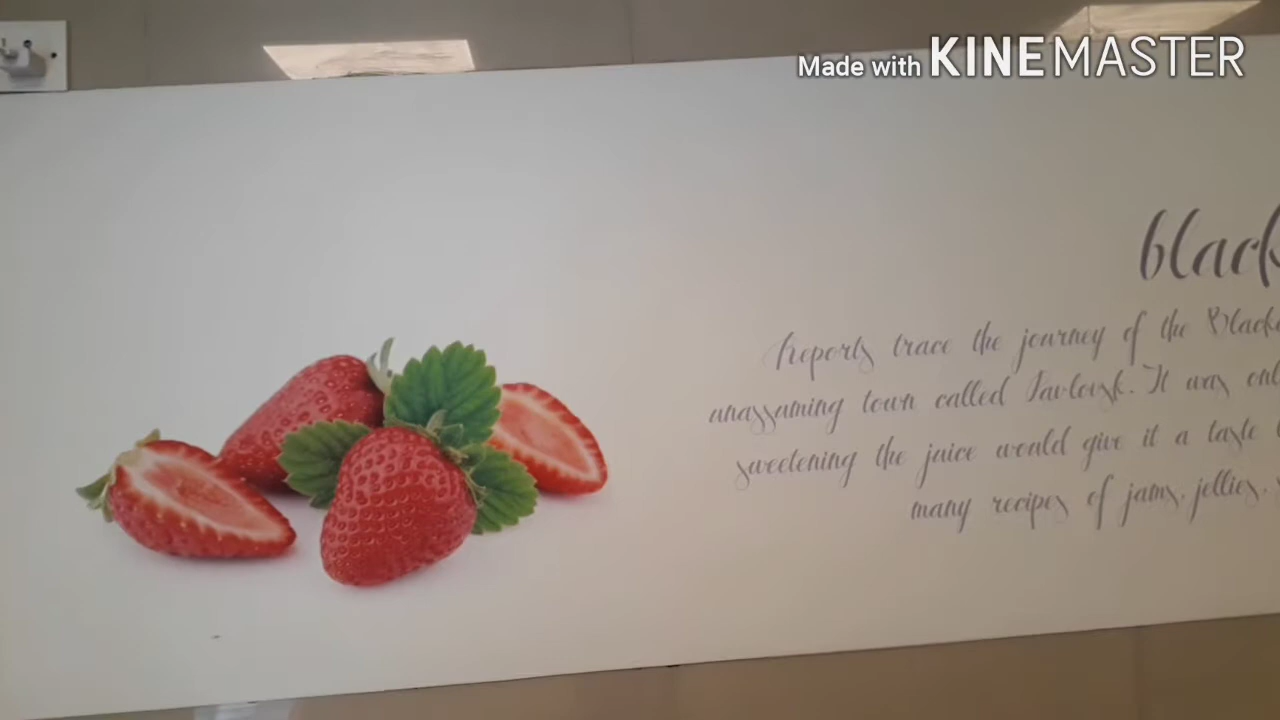 Made with KINEMASTER
black
Reports trace the journey of the Black
unassuming town called Pavlovsk. It was onl
sweetening the juice would give it a taste
many recipes of jams, jellies,